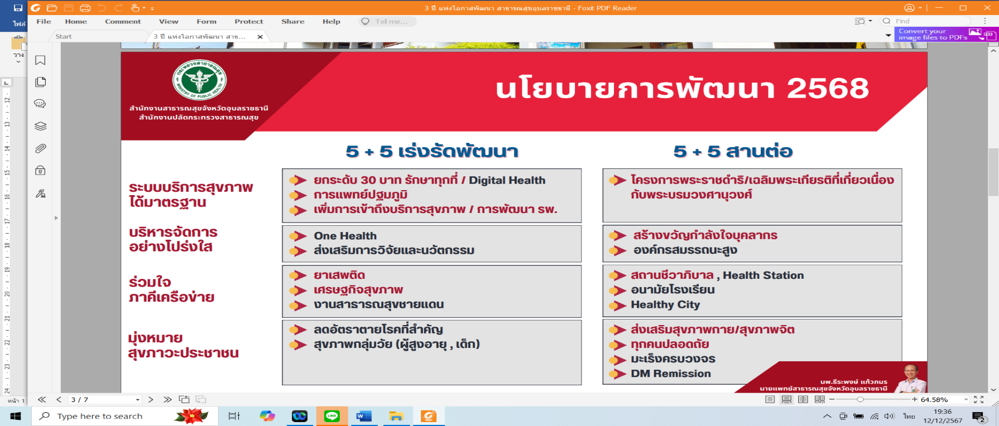 ไฟล์
วาง
3 ปี แห่งโอกาสพัฒนา สาธารณสุขอุบลราชธานี - Foxit PDF Reader
File Home Comment View Form Protect Share Help Tell me... Find
Start 3 ปี แห่งโอกาสพัฒนา สาธ...
Convert your
image files to PDFs
กระทรวงสาธารณสุข
MINISTRY OF PUBLIC HEALTH
สำนักงานสาธารณสุขจังหวัดอุบลราชธานี
สำนักงานปลัดกระทรวงสาธารณสุข
นโยบายการพัฒนา 2568
5 + 5 เร่งรัดพัฒนา
5 + 5 สานต่อ
ระบบบริการสุขภาพ
ได้มาตรฐาน
ยกระดับ 30 บาท รักษาทุกที่ / Digital Health
การแพทย์ปฐมภูมิ
เพิ่มการเข้าถึงบริการสุขภาพ / การพัฒนา รพ.
โครงการพระราชดำริ/เฉลิมพระเกียรติที่เกี่ยวเนื่อง
กับพระบรมวงศานุวงศ์
บริหารจัดการ
อย่างโปร่งใส
One Health
ส่งเสริมการวิจัยและนวัตกรรม
สร้างขวัญกำลังใจบุคลากร
องค์กรสมรรถนะสูง
ร่วมใจ
ภาคีเครือข่าย
ยาเสพติด
เศรษฐกิจสุขภาพ
งานสาธารณสุขชายแดน
สถานชีวาภิบาล , Health Station
อนามัยโรงเรียน
Healthy City
มุ่งหมาย
สุขภาวะประชาชน
ลดอัตราตายโรคที่สำคัญ
สุขภาพกลุ่มวัย (ผู้สูงอายุ , เด็ก)
ส่งเสริมสุขภาพกาย/สุขภาพจิต
ทุกคนปลอดภัย
มะเร็งครบวงจร
DM Remission
นพ.ธีระพงษ์ แก้วภมร
นายแพทย์สาธารณสุขจังหวัดอุบลราชธานี
12 13 14 15 16 17 18 19 20 21 22 23 24
หน้า 1
3 / 7
64.58%
Type here to search
ไทย
19:36
12/12/2567
2